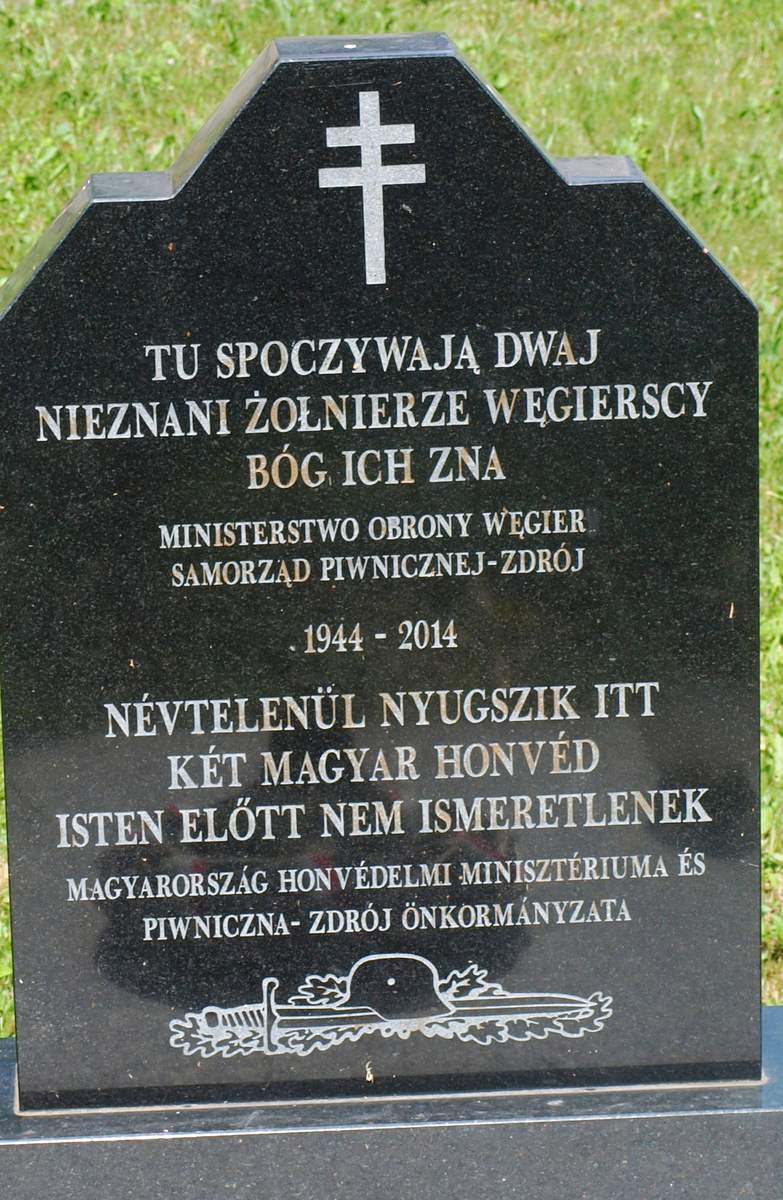 TU SPOCZYWAJĄ DWAJ
NIEZNANI ŻOŁNIERZE WĘGIERSCY
BÓG ICH ZNA
MINISTERSTWO OBRONY WĘGIER
SAMORZĄD PIWNICZNEJ-ZDRÓJ
1944 - 2014
NÉVTELENÜL NYUGSZIK ITT
KÉT MAGYAR HONVÉD
ISTEN ELŐTT NEM ISMERETLENEK
MAGYARORSZÁG HONVÉDELMI MINISZTÉRIUMA ÉS
PIWNICZNA- ZDRÓJ ÖNKORMÁNYZATA